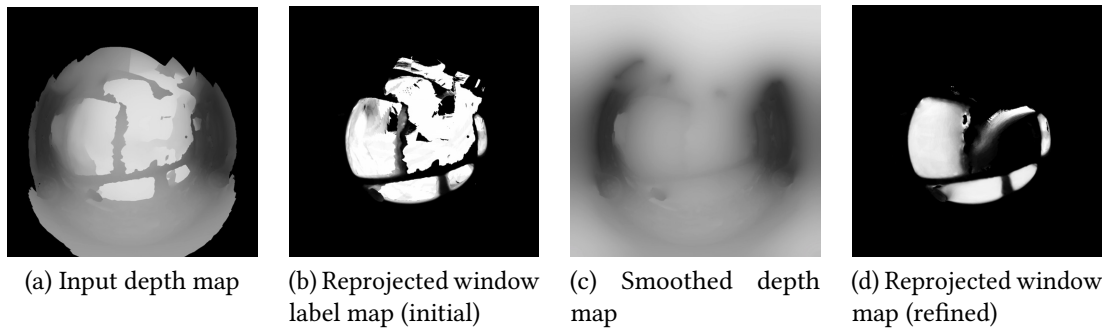 (a) Input depth map
(b) Reprojected window
label map (initial)
(c) Smoothed depth
map
(d) Reprojected window
map (refined)